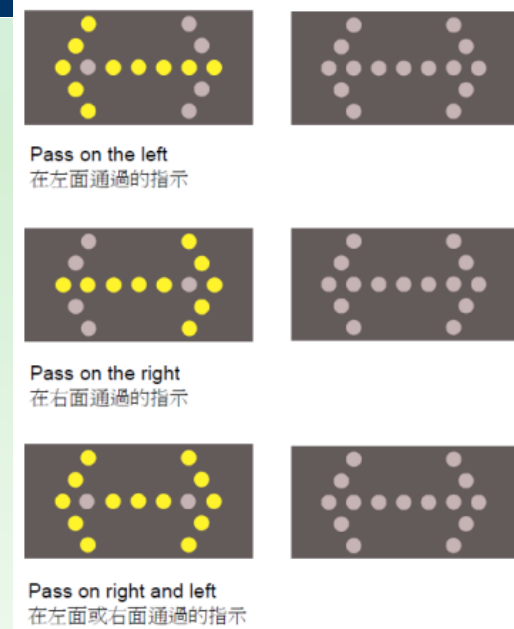 Pass on the left
在左面通過的指示
Pass on the right
在右面通過的指示
Pass on right and left
在左面或右面通過的指示